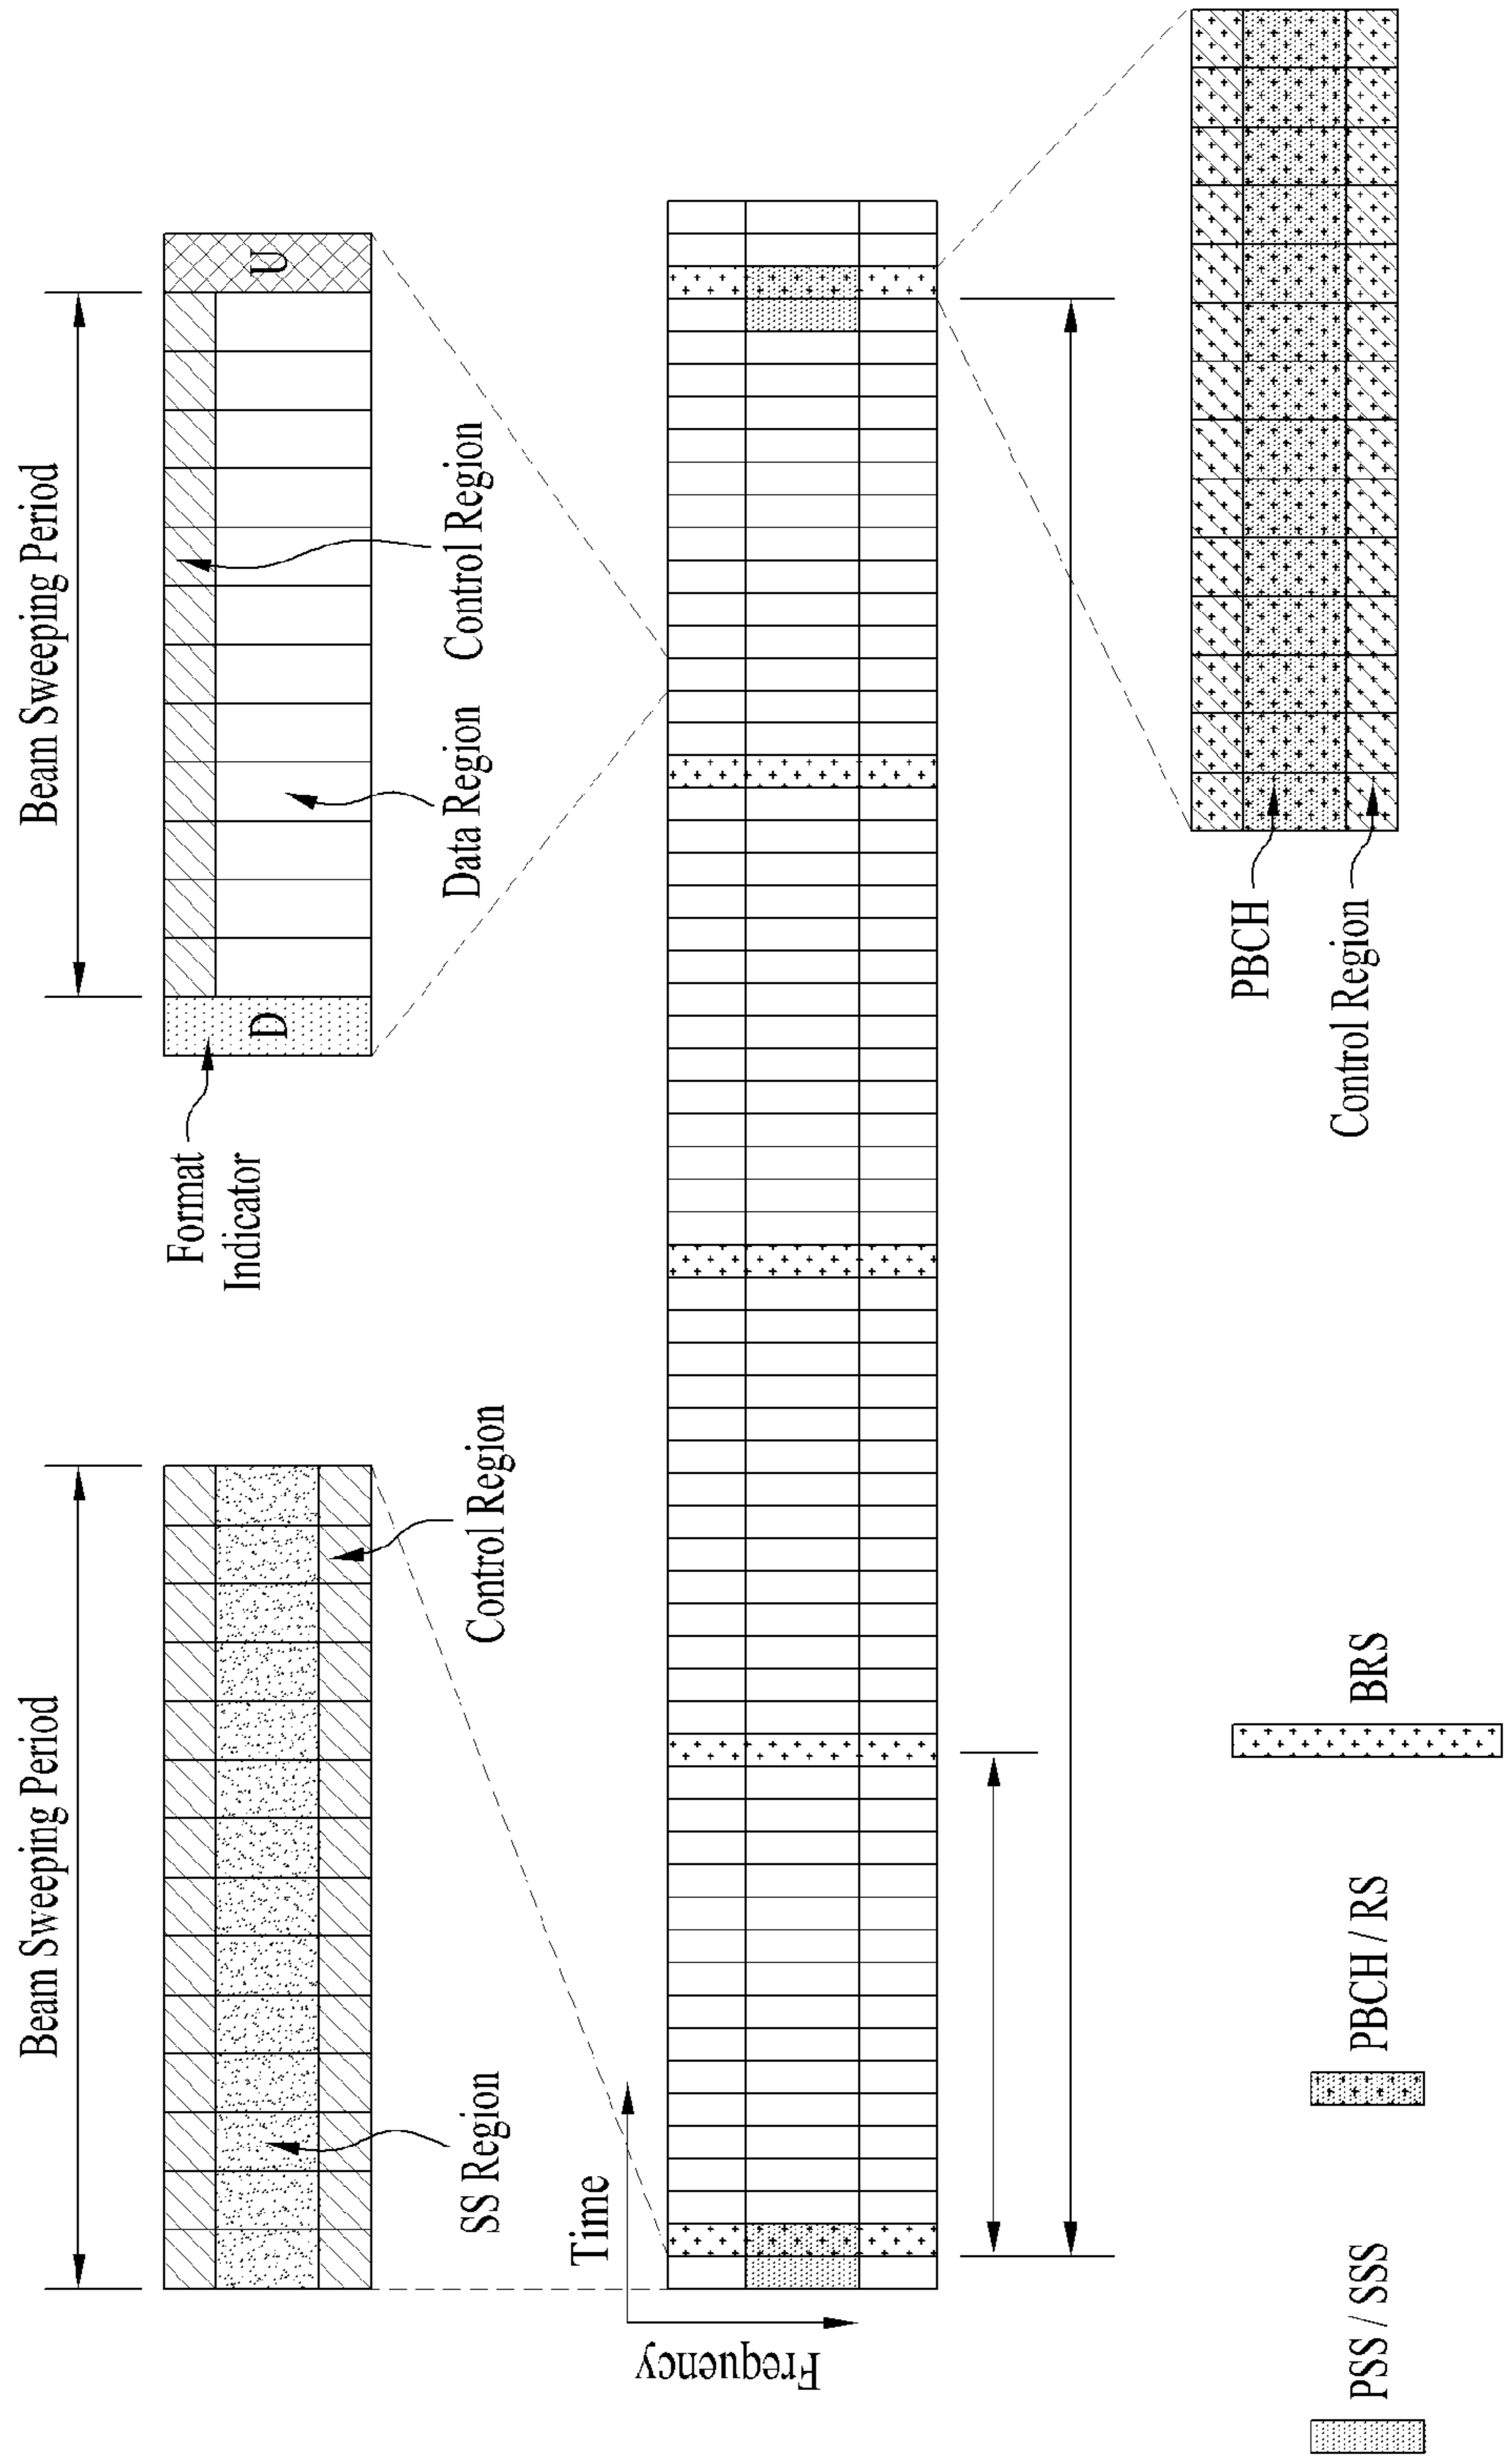 Beam Sweeping Period
Beam Sweeping Period
Format
Indicator
D
U
SS Region
Control Region
Data Region
Control Region
Time
Frequency
PBCH
Control Region
PSS / SSS
PBCH / RS
BRS